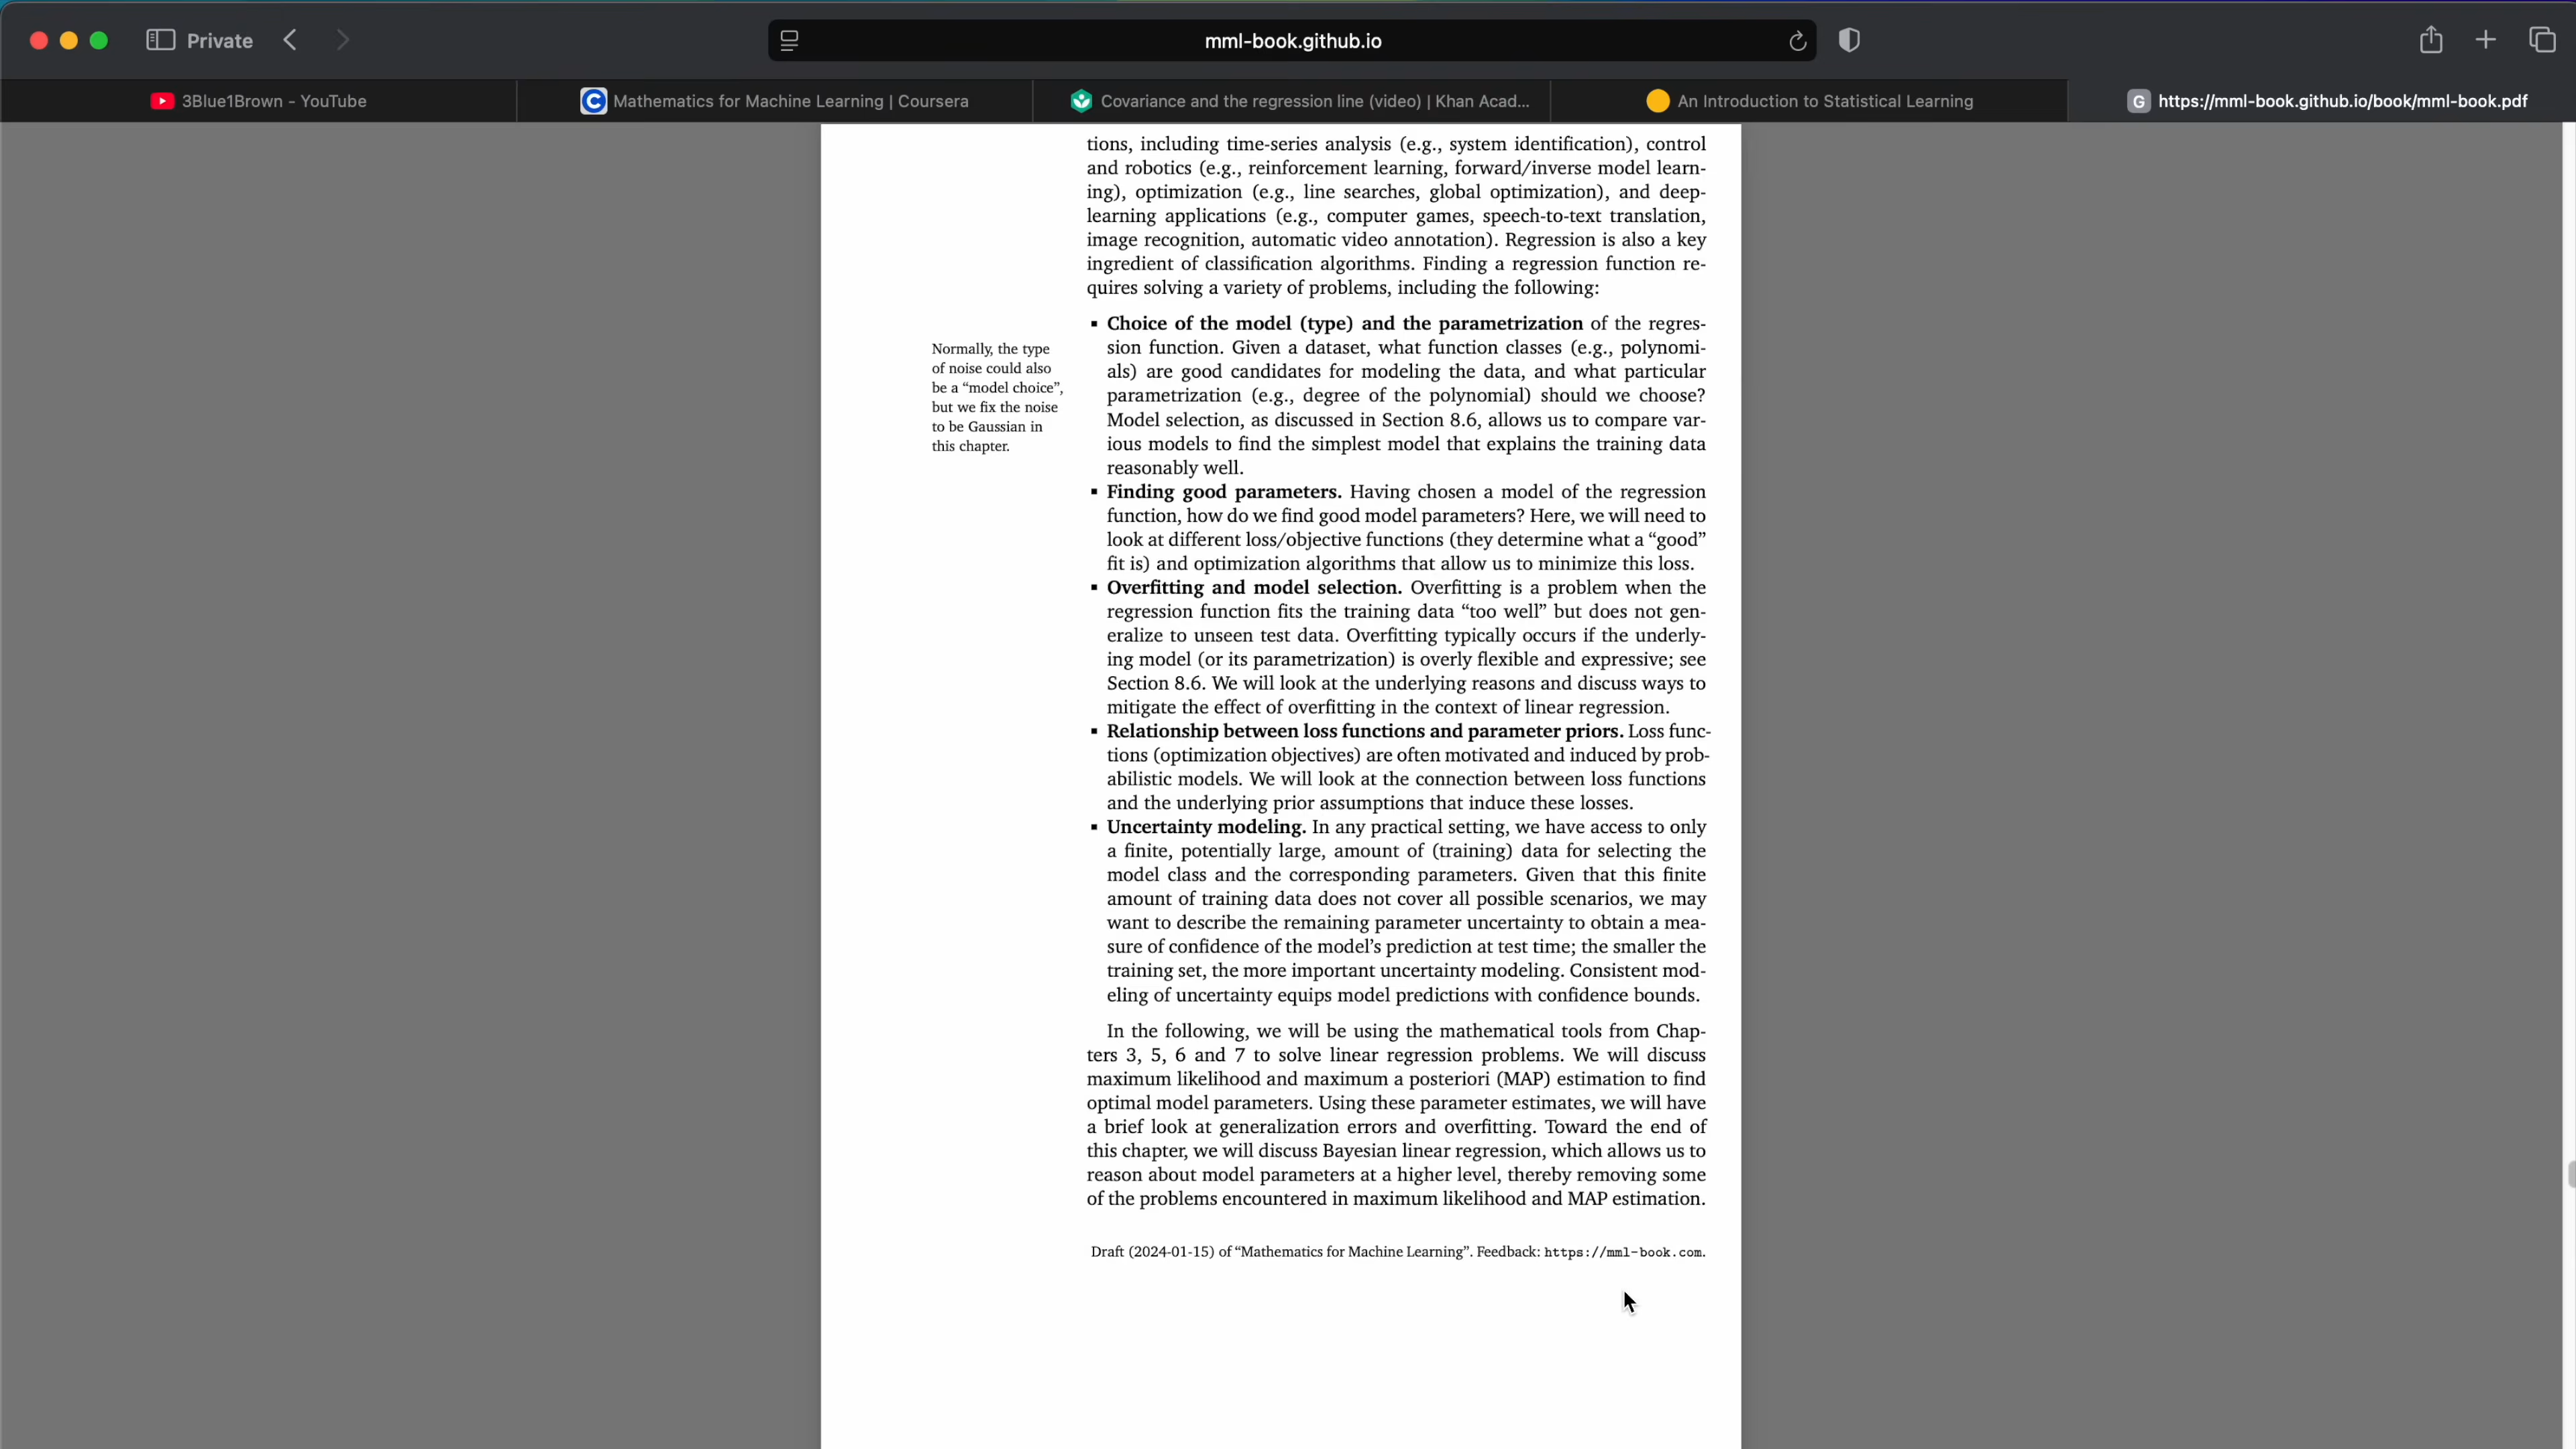 Private
mml-book.github.io
3Blue1Brown - YouTube
Mathematics for Machine Learning | Coursera
Covariance and the regression line (video) | Khan Acad...
An Introduction to Statistical Learning
G https://mml-book.github.io/book/mml-book.pdf
tions, including time-series analysis (e.g., system identification), control
and robotics (e.g., reinforcement learning, forward/inverse model learn-
ing), optimization (e.g., line searches, global optimization), and deep-
learning applications (e.g., computer games, speech-to-text translation,
image recognition, automatic video annotation). Regression is also a key
ingredient of classification algorithms. Finding a regression function re-
quires solving a variety of problems, including the following:
Normally, the type
of noise could also
be a “model choice”,
but we fix the noise
to be Gaussian in
this chapter.
▪ Choice of the model (type) and the parametrization of the regres-
sion function. Given a dataset, what function classes (e.g., polynomi-
als) are good candidates for modeling the data, and what particular
parametrization (e.g., degree of the polynomial) should we choose?
Model selection, as discussed in Section 8.6, allows us to compare var-
ious models to find the simplest model that explains the training data
reasonably well.
▪ Finding good parameters. Having chosen a model of the regression
function, how do we find good model parameters? Here, we will need to
look at different loss/objective functions (they determine what a “good”
fit is) and optimization algorithms that allow us to minimize this loss.
▪ Overfitting and model selection. Overfitting is a problem when the
regression function fits the training data “too well” but does not gen-
eralize to unseen test data. Overfitting typically occurs if the underly-
ing model (or its parametrization) is overly flexible and expressive; see
Section 8.6. We will look at the underlying reasons and discuss ways to
mitigate the effect of overfitting in the context of linear regression.
▪ Relationship between loss functions and parameter priors. Loss func-
tions (optimization objectives) are often motivated and induced by prob-
abilistic models. We will look at the connection between loss functions
and the underlying prior assumptions that induce these losses.
▪ Uncertainty modeling. In any practical setting, we have access to only
a finite, potentially large, amount of (training) data for selecting the
model class and the corresponding parameters. Given that this finite
amount of training data does not cover all possible scenarios, we may
want to describe the remaining parameter uncertainty to obtain a mea-
sure of confidence of the model’s prediction at test time; the smaller the
training set, the more important uncertainty modeling. Consistent mod-
eling of uncertainty equips model predictions with confidence bounds.
In the following, we will be using the mathematical tools from Chap-
ters 3, 5, 6 and 7 to solve linear regression problems. We will discuss
maximum likelihood and maximum a posteriori (MAP) estimation to find
optimal model parameters. Using these parameter estimates, we will have
a brief look at generalization errors and overfitting. Toward the end of
this chapter, we will discuss Bayesian linear regression, which allows us to
reason about model parameters at a higher level, thereby removing some
of the problems encountered in maximum likelihood and MAP estimation.
Draft (2024-01-15) of “Mathematics for Machine Learning”. Feedback: https://mml-book.com.